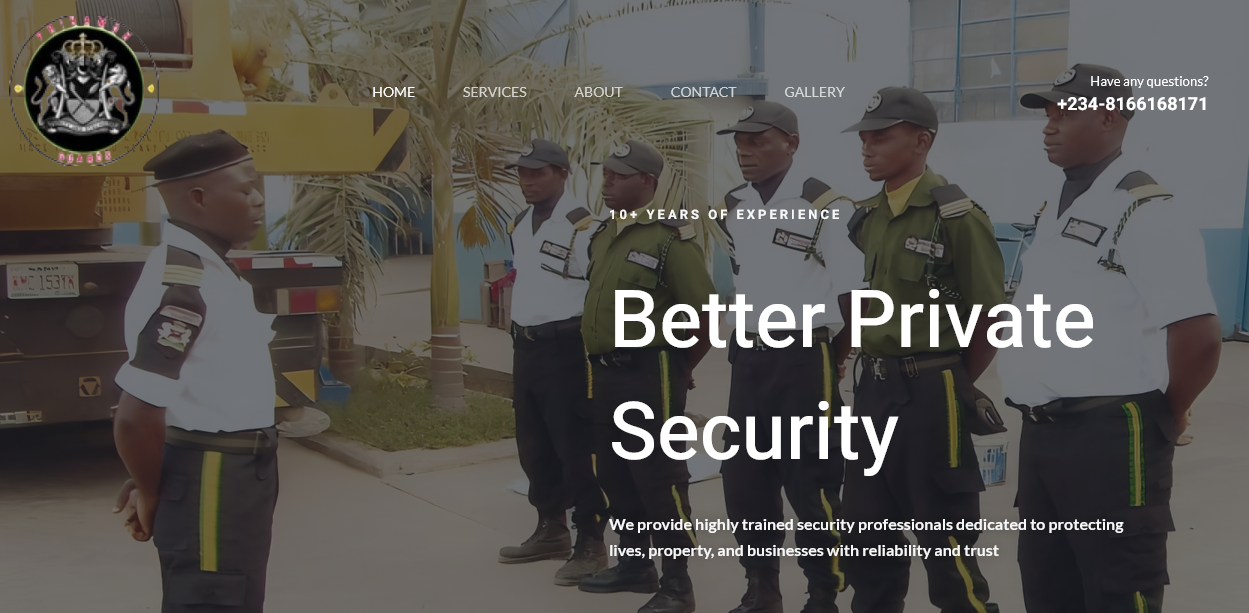 HOME
SERVICES
ABOUT
CONTACT
GALLERY
Have any questions?
+234-8166168171
10+ YEARS OF EXPERIENCE
Better Private
Security
We provide highly trained security professionals dedicated to protecting
lives, property, and businesses with reliability and trust